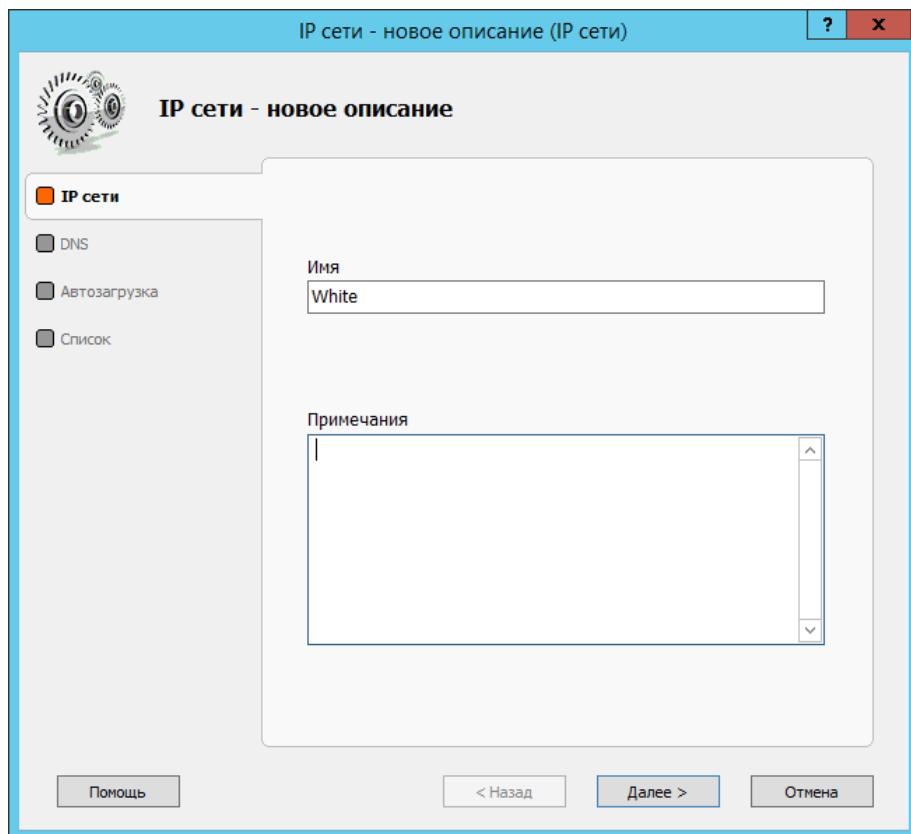 IP сети - новое описание (IP сети)
?
x
IP сети - новое описание
IP сети
DNS
Автозагрузка
Список
Имя
White
Примечания
Помощь
< Назад
Далее >
Отмена